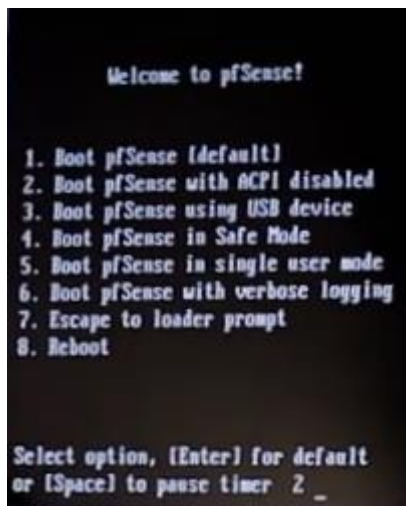 Welcome to pfSense!
1. Boot pfSense [default]
2. Boot pfSense with ACPI disabled
3. Boot pfSense using USB device
4. Boot pfSense in Safe Mode
5. Boot pfSense in single user mode
6. Boot pfSense with verbose logging
7. Escape to loader prompt
8. Reboot
Select option, [Enter] for default
or [Space] to pause timer 2 _